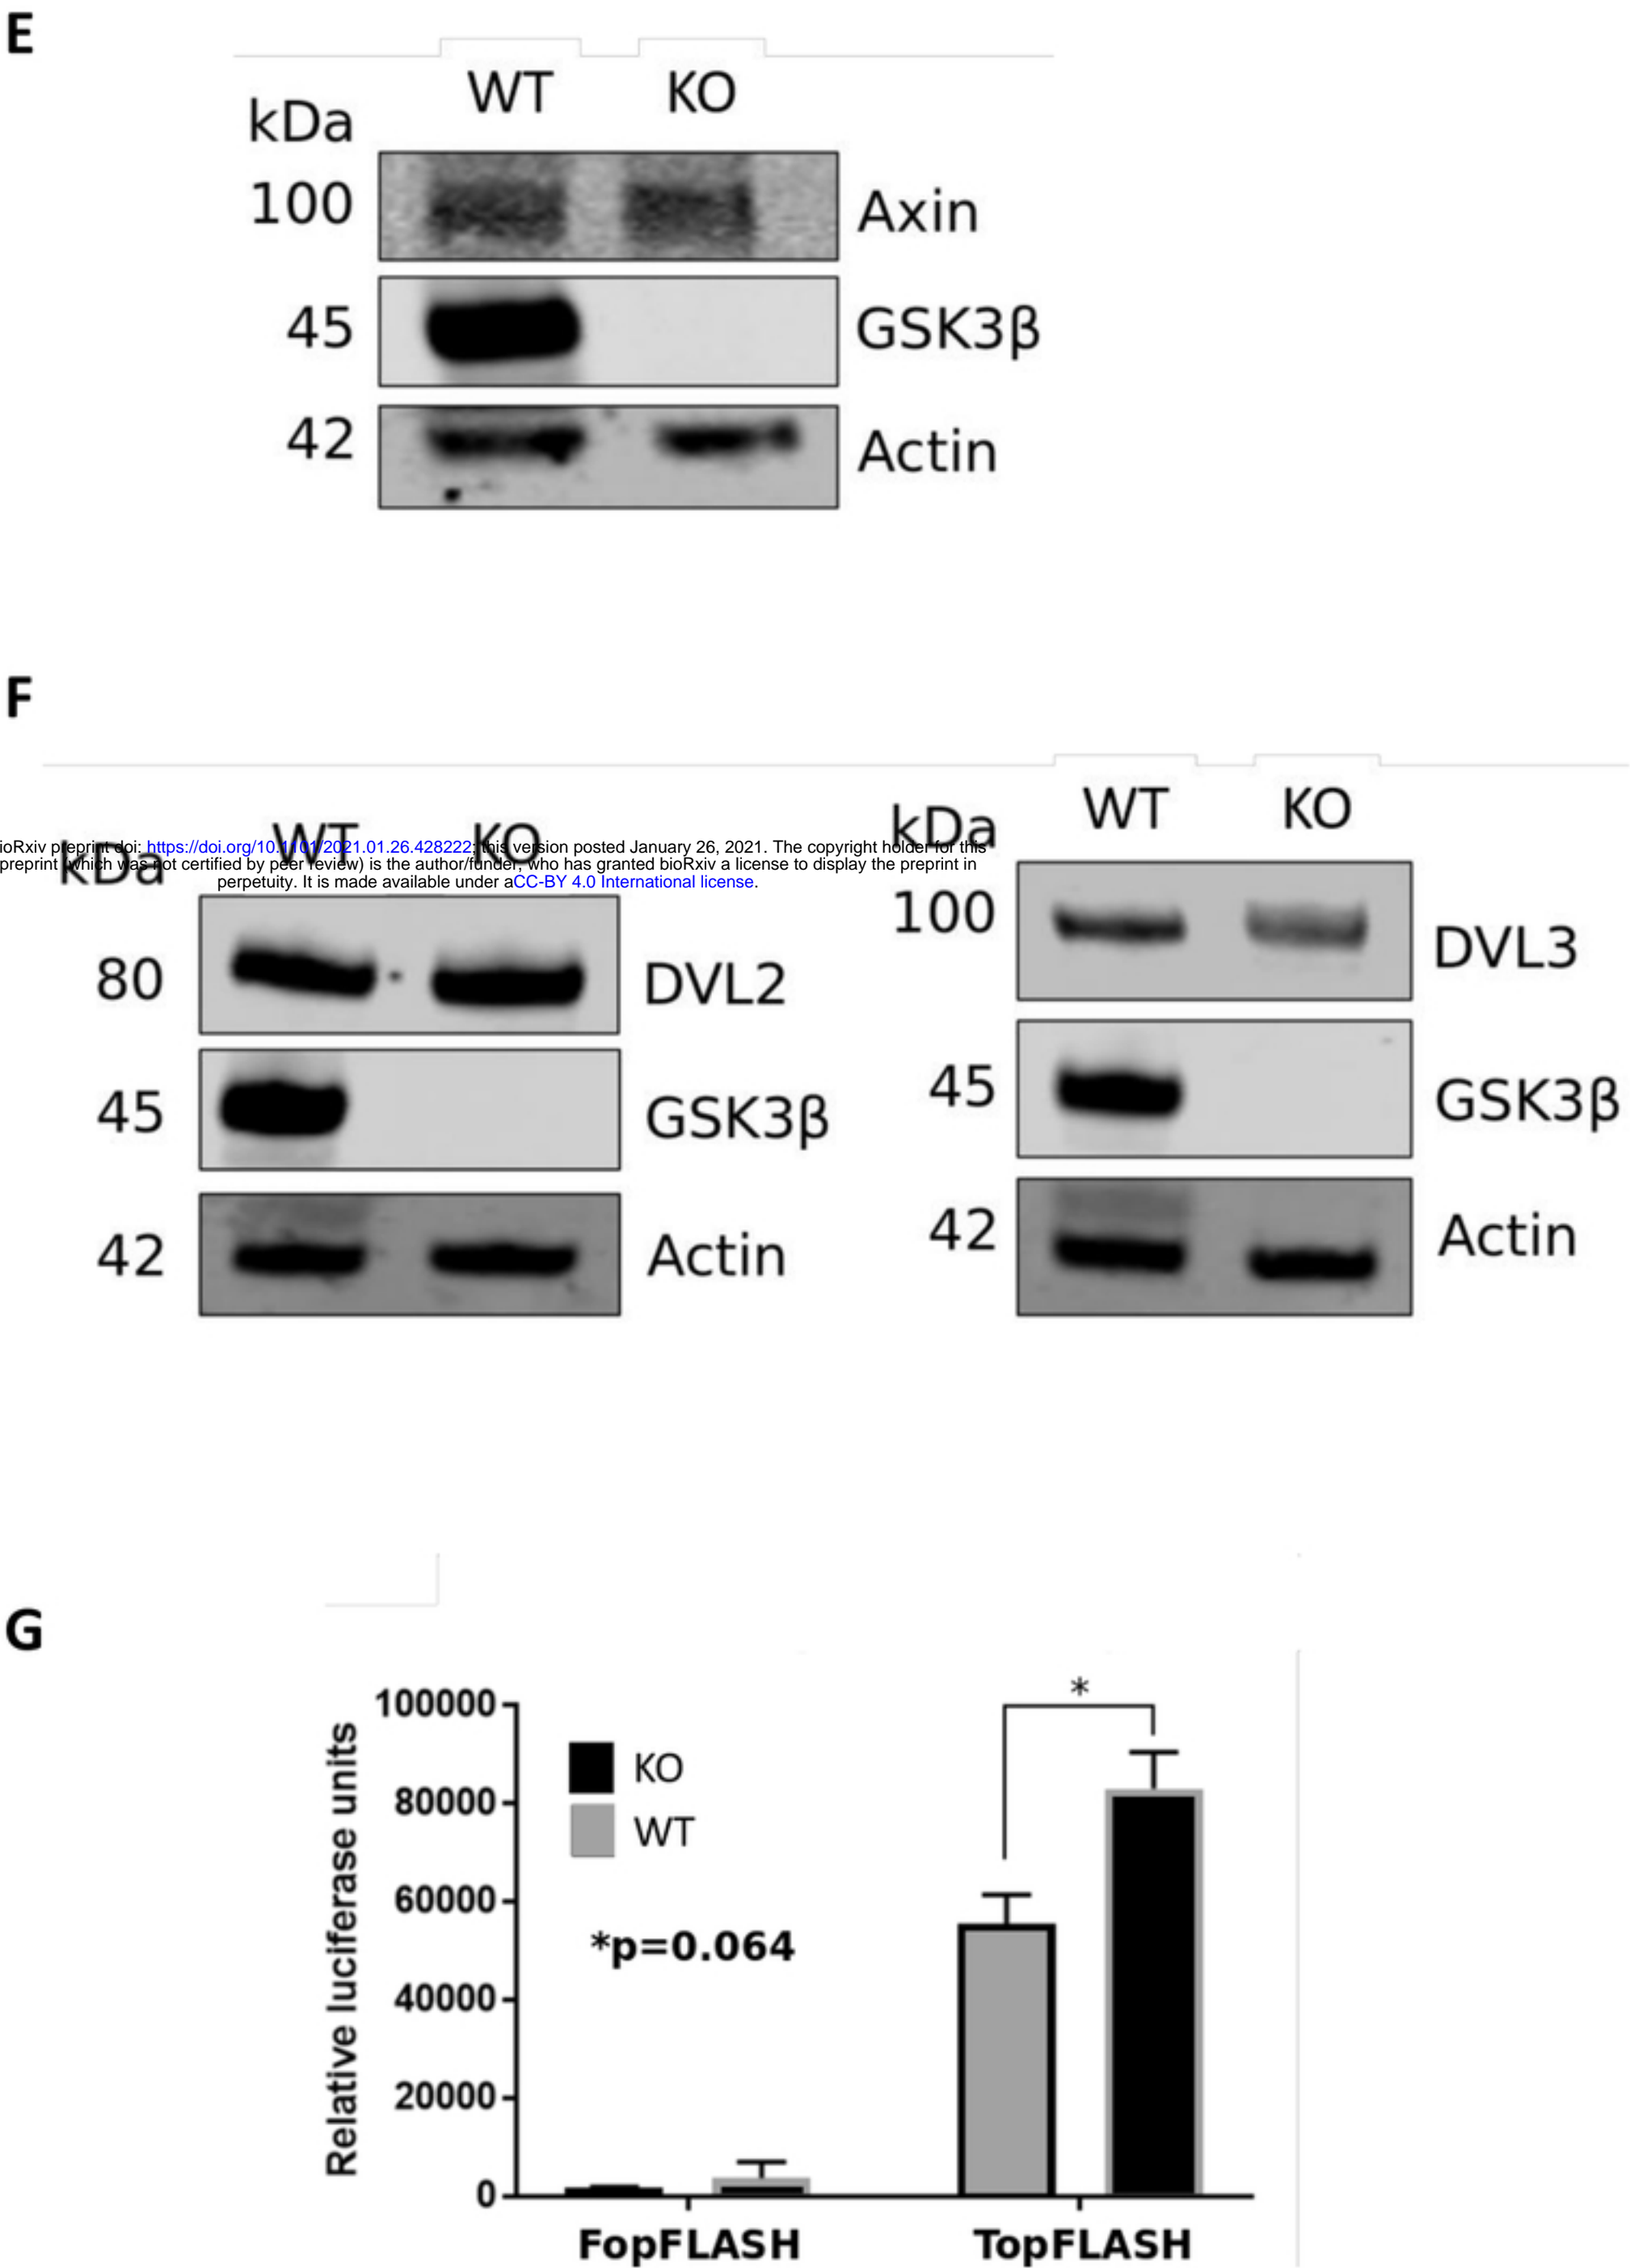 E
WT KO
kDa
100 Axin
45 GSK3β
42 Actin
F
WT KO
kDa
WT KO
kDa
ioRxiv preprint doi: https://doi.org/10.1101/2021.01.26.428222; this version posted January 26, 2021. The copyright holder for this
preprint (which was not certified by peer review) is the author/funder, who has granted bioRxiv a license to display the preprint in
perpetuity. It is made available under aCC-BY 4.0 International license.
80 DVL2
45 GSK3β
42 Actin
100 DVL3
45 GSK3β
42 Actin
G
Relative luciferase units
100000
80000
60000
40000
20000
0
KO
WT
*p=0.064
*
FopFLASH TopFLASH